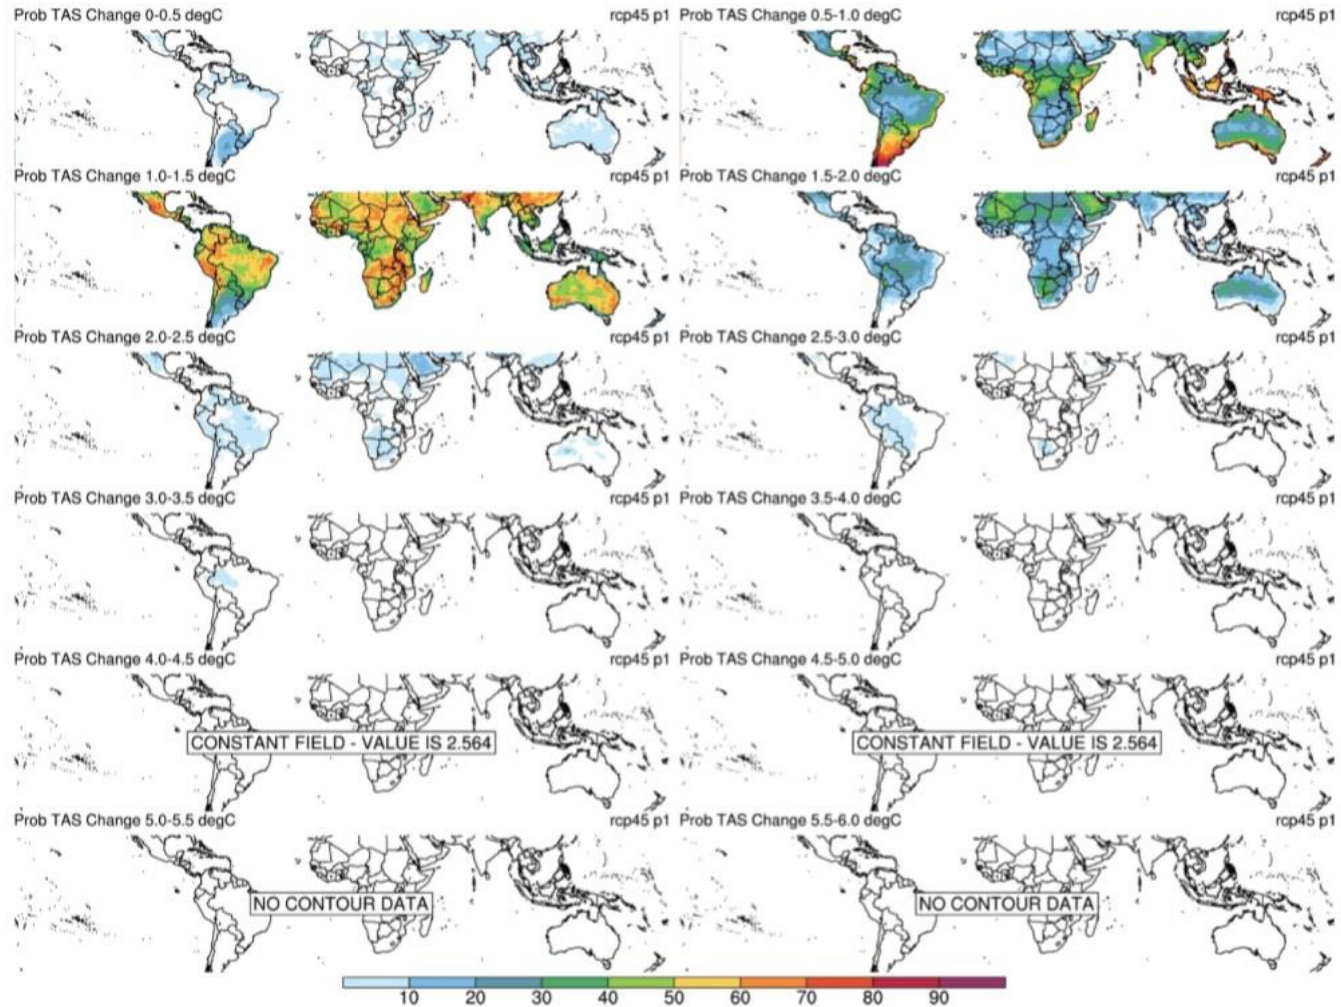 Prob TAS Change 0-0.5 degC rcp45 p1 Prob TAS Change 0.5-1.0 degC rcp45 p1
Prob TAS Change 1.0-1.5 degC rcp45 p1 Prob TAS Change 1.5-2.0 degC rcp45 p1
Prob TAS Change 2.0-2.5 degC rcp45 p1 Prob TAS Change 2.5-3.0 degC rcp45 p1
Prob TAS Change 3.0-3.5 degC rcp45 p1 Prob TAS Change 3.5-4.0 degC rcp45 p1
Prob TAS Change 4.0-4.5 degC rcp45 p1 Prob TAS Change 4.5-5.0 degC rcp45 p1
CONSTANT FIELD - VALUE IS 2.564 CONSTANT FIELD - VALUE IS 2.564
Prob TAS Change 5.0-5.5 degC rcp45 p1 Prob TAS Change 5.5-6.0 degC rcp45 p1
NO CONTOUR DATA NO CONTOUR DATA
10 20 30 40 50 60 70 80 90